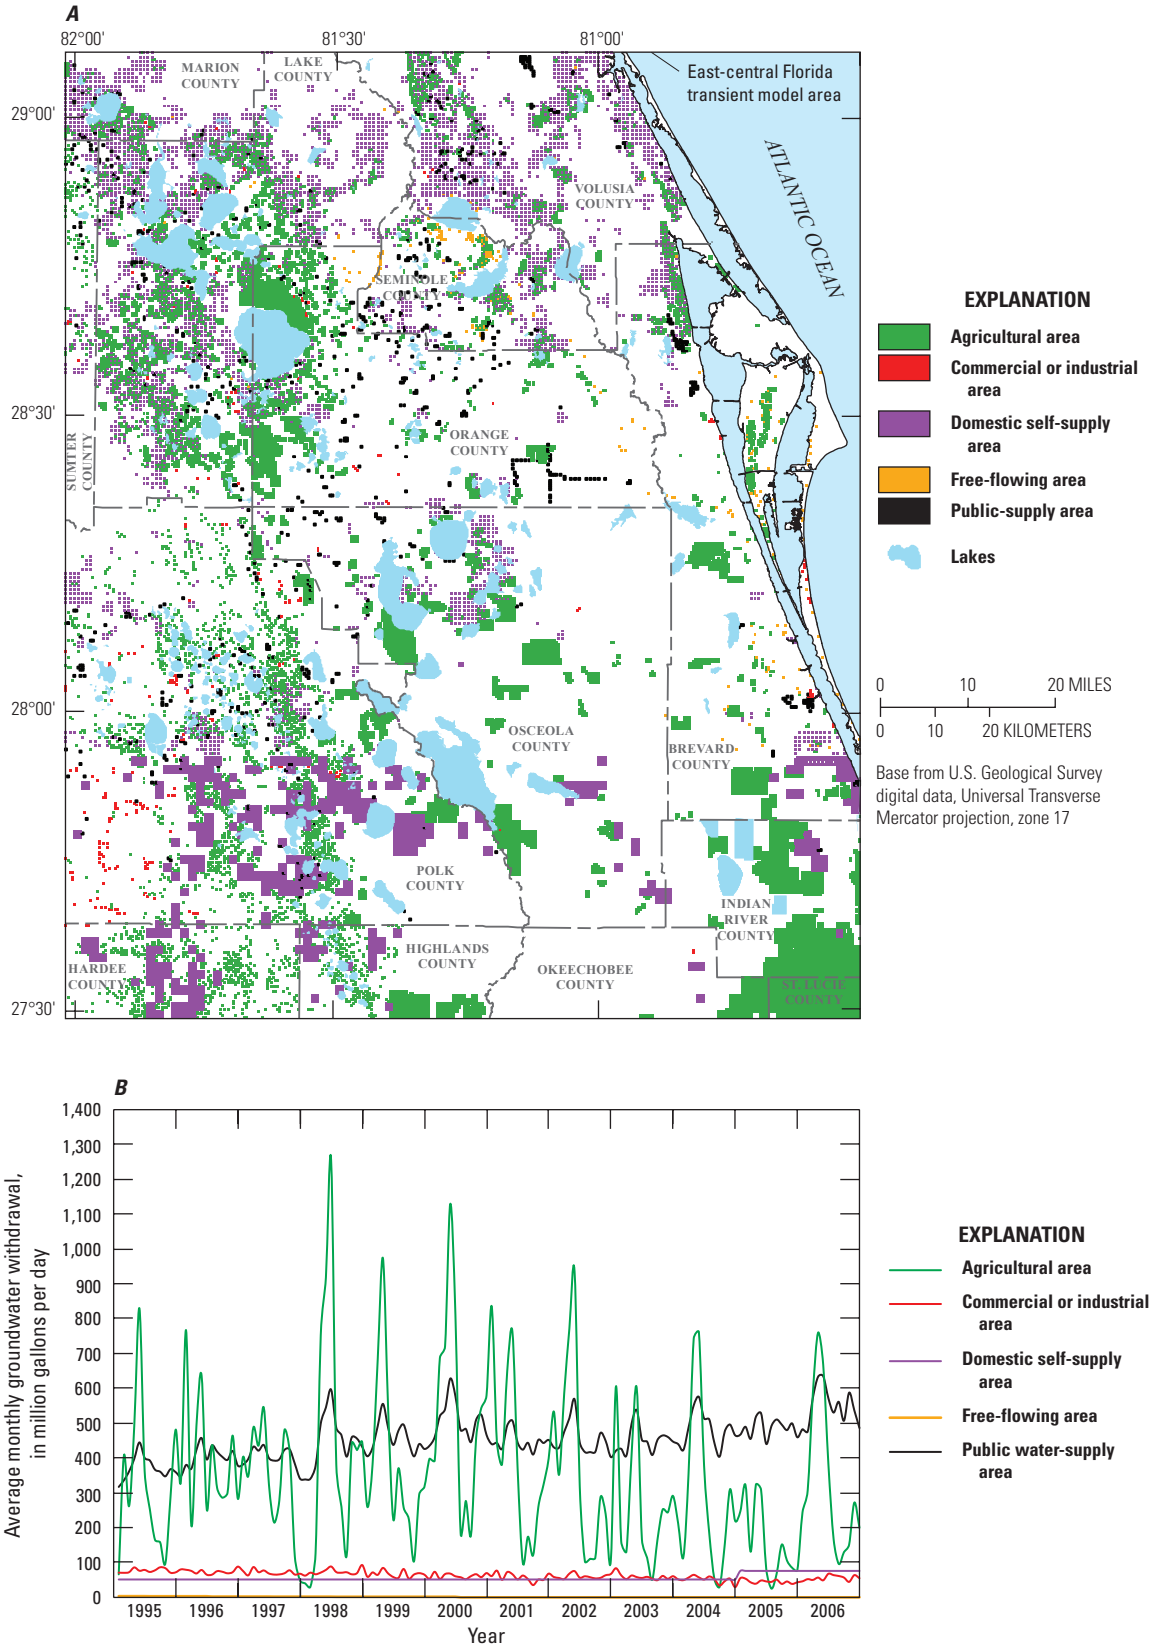 A
82°00'
81°30'
81°00'
29°00'
28°30'
28°00'
27°30'
MARION
COUNTY
LAKE
COUNTY
East-central Florida
transient model area
ATLANTIC OCEAN
VOLUSIA
COUNTY
SEMINOLE
COUNTY
ORANGE
COUNTY
SUMTER
COUNTY
OSCEOLA
COUNTY
BREVARD
COUNTY
POLK
COUNTY
INDIAN
RIVER
COUNTY
HARDEE
COUNTY
HIGHLANDS
COUNTY
OKEECHOBEE
COUNTY
ST. LUCIE
COUNTY
EXPLANATION
Agricultural area
Commercial or industrial
area
Domestic self-supply
area
Free-flowing area
Public-supply area
Lakes
0 10 20 MILES
0 10 20 KILOMETERS
Base from U.S. Geological Survey
digital data, Universal Transverse
Mercator projection, zone 17
B
Average monthly groundwater withdrawal,
in million gallons per day
1,400
1,300
1,200
1,100
1,000
900
800
700
600
500
400
300
200
100
0
1995 1996 1997 1998 1999 2000 2001 2002 2003 2004 2005 2006
Year
EXPLANATION
Agricultural area
Commercial or industrial
area
Domestic self-supply
area
Free-flowing area
Public water-supply
area